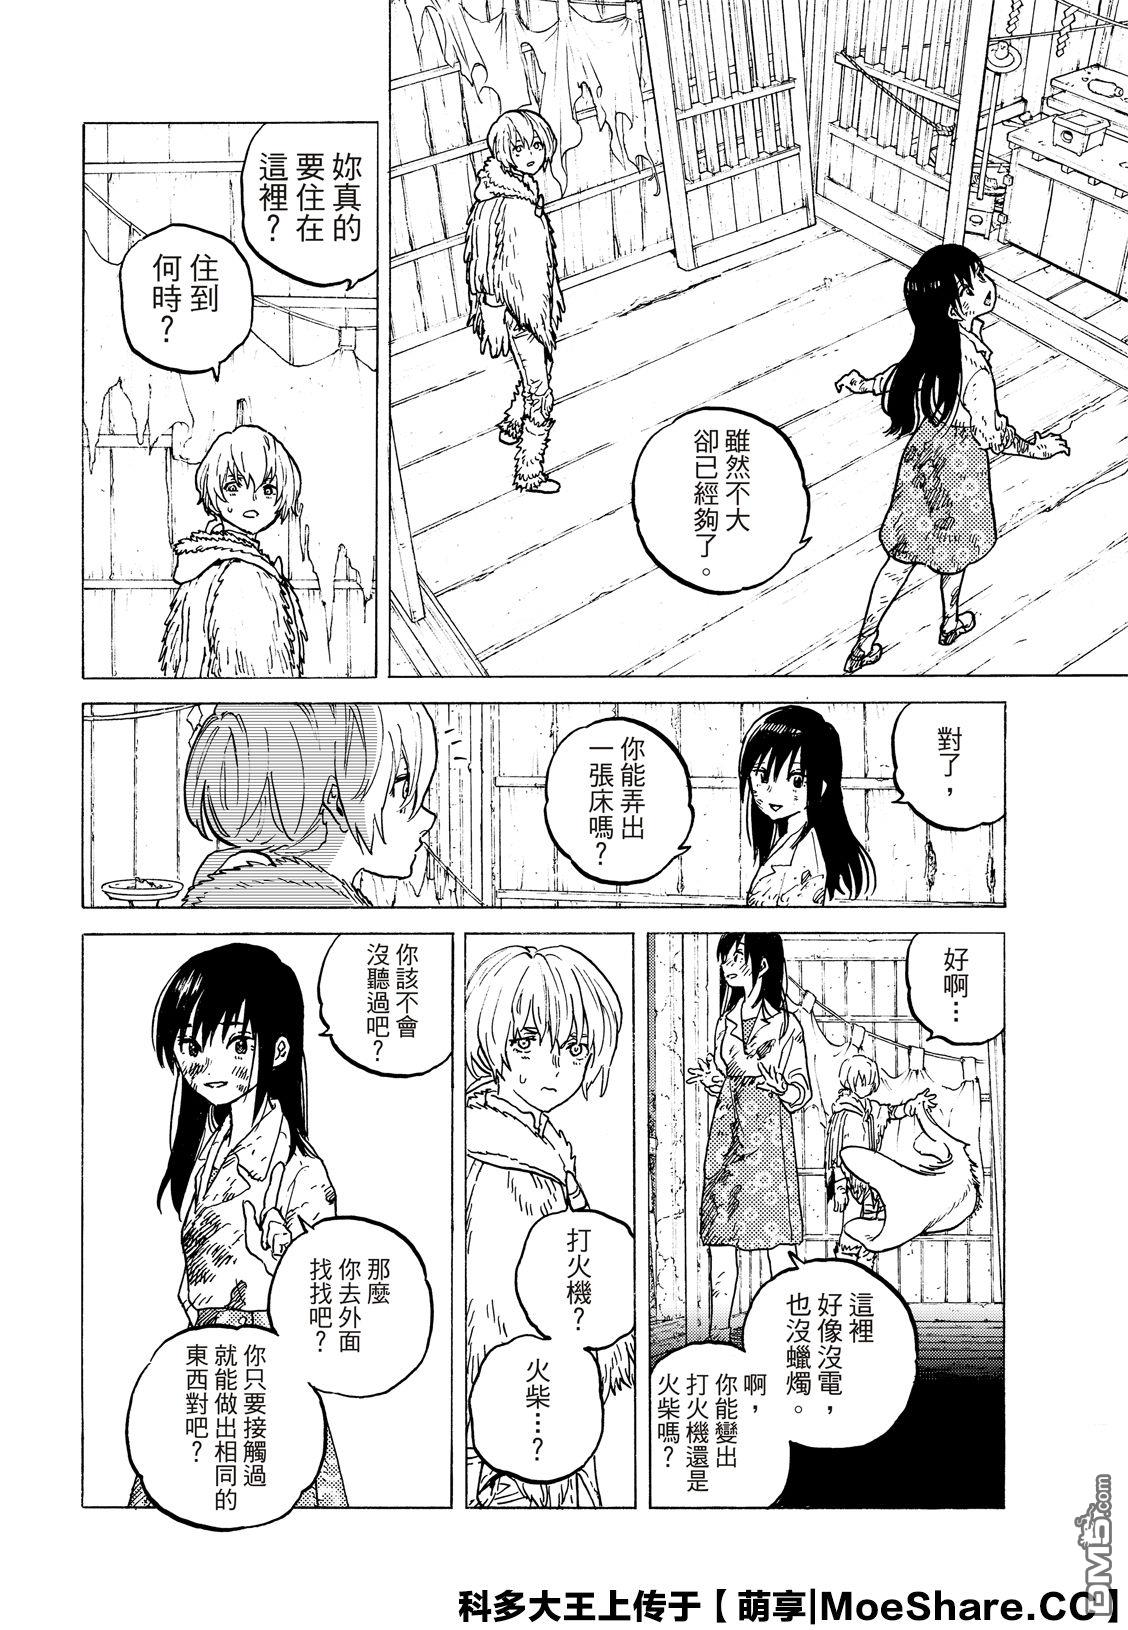 雖然不大
卻已經夠了。
妳真的
要住在
這裡？
住到
何時？
對了，
你能弄出
一張床嗎？
好啊…
這裡
好像沒電，
也沒蠟燭。
啊，
你能變出
打火機還是
火柴嗎？
打火機？
火柴…？
你該不會
沒聽過吧？
那麼
你去外面
找找吧？
你只要接觸過
就能做出相同的
東西對吧？
DM5.com
科多大王上传于【萌享|MoeShare.CC】